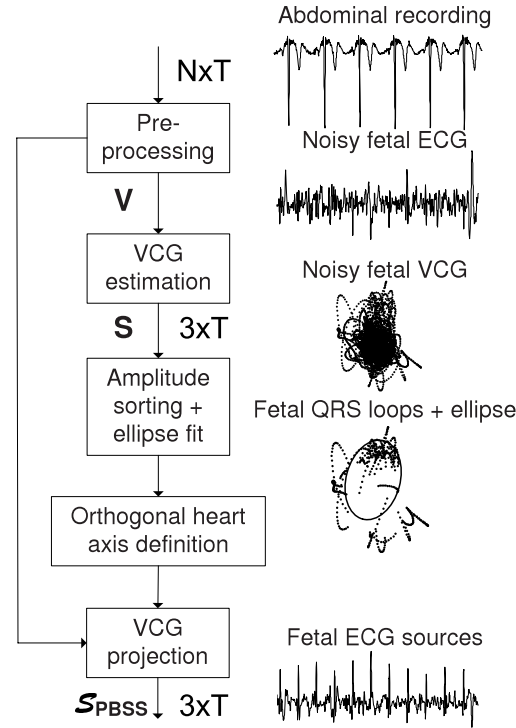 Abdominal recording
NxT
Pre-
processing
Noisy fetal ECG
V
VCG
estimation
Noisy fetal VCG
S 3xT
Amplitude
sorting +
ellipse fit
Fetal QRS loops + ellipse
Orthogonal heart
axis definition
VCG
projection
Fetal ECG sources
𝓢PBSS 3xT